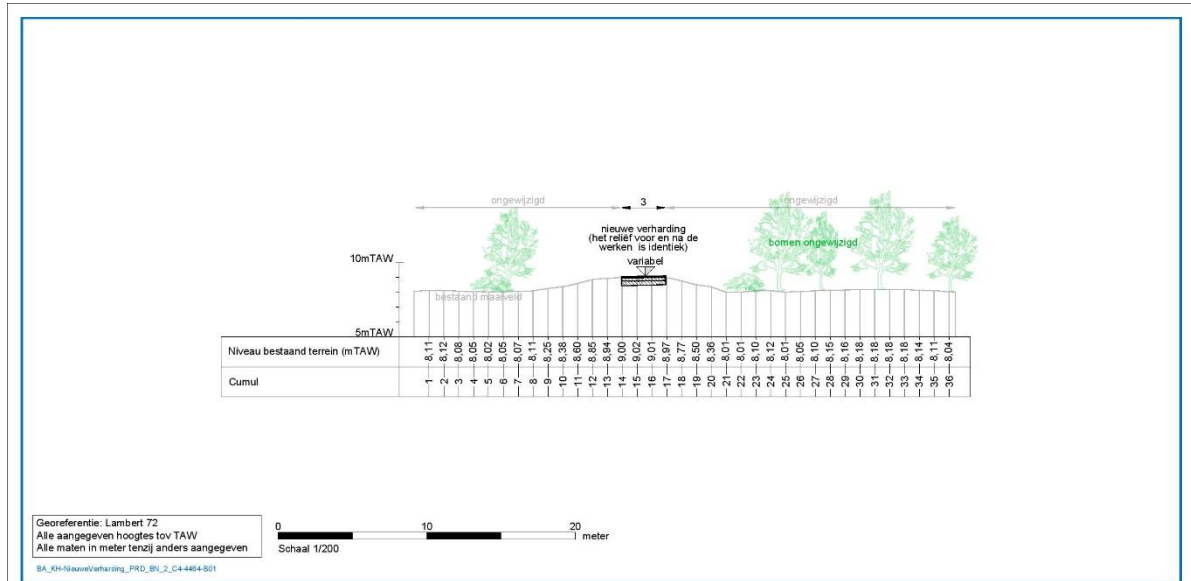 ongewijzigd
3
ongewijzigd
nieuwe verharding
(het reliëf voor en na de
werken is identiek)
variabel
bomen ongewijzigd
10mTAW
bestaand maaiveld
5mTAW
Niveau bestaand terrein (mTAW) 8,11 8,12 8,08 8,05 8,02 8,05 8,07 8,11 8,25 8,38 8,60 8,85 8,94 9,00 9,02 9,01 8,97 8,77 8,50 8,36 8,01 8,01 8,10 8,12 8,01 8,05 8,10 8,15 8,16 8,18 8,18 8,18 8,18 8,14 8,11 8,04
Cumul 1 2 3 4 5 6 7 8 9 10 11 12 13 14 15 16 17 18 19 20 21 22 23 24 25 26 27 28 29 30 31 32 33 34 35 36
Georeferentie: Lambert 72
Alle aangegeven hoogtes tov TAW
Alle maten in meter tenzij anders aangegeven
0 10 20
meter
Schaal 1/200
BA_KH-NieuweVerharding_PRD_BN_2_C4-4464-B01